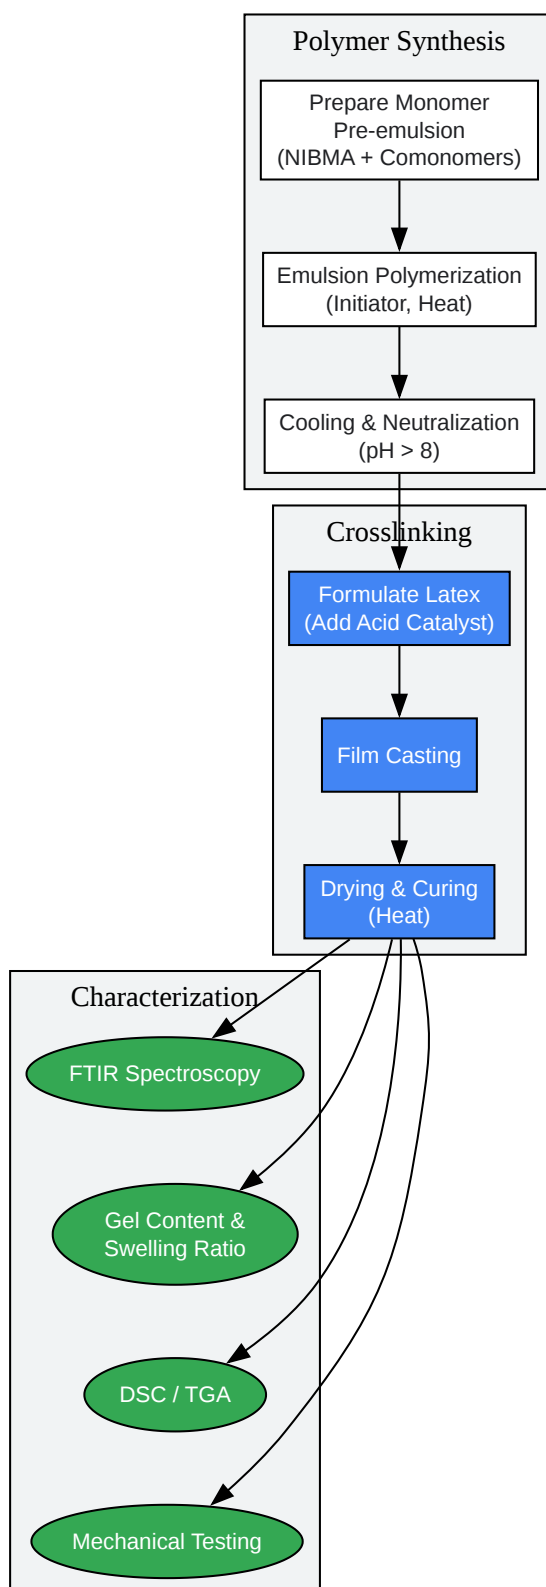 Polymer Synthesis
Prepare Monomer
Pre-emulsion
(NIBMA + Comonomers)
Emulsion Polymerization
(Initiator, Heat)
Cooling & Neutralization
(pH > 8)
Crosslinking
Formulate Latex
(Add Acid Catalyst)
Film Casting
Drying & Curing
(Heat)
Characterization
FTIR Spectroscopy
Gel Content &
Swelling Ratio
DSC / TGA
Mechanical Testing